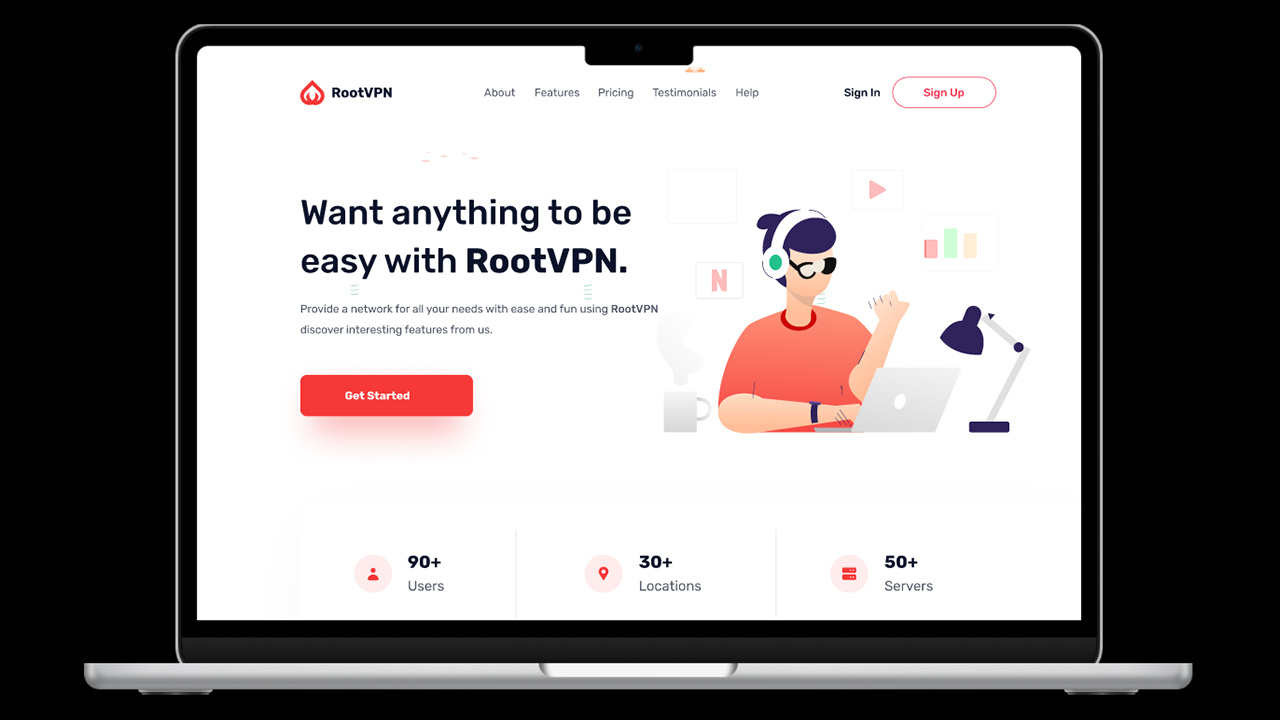 RootVPN
About Features Pricing Testimonials Help
Sign In Sign Up
Want anything to be
easy with RootVPN.
Provide a network for all your needs with ease and fun using RootVPN
discover interesting features from us.
Get Started
N
90+
Users
30+
Locations
50+
Servers